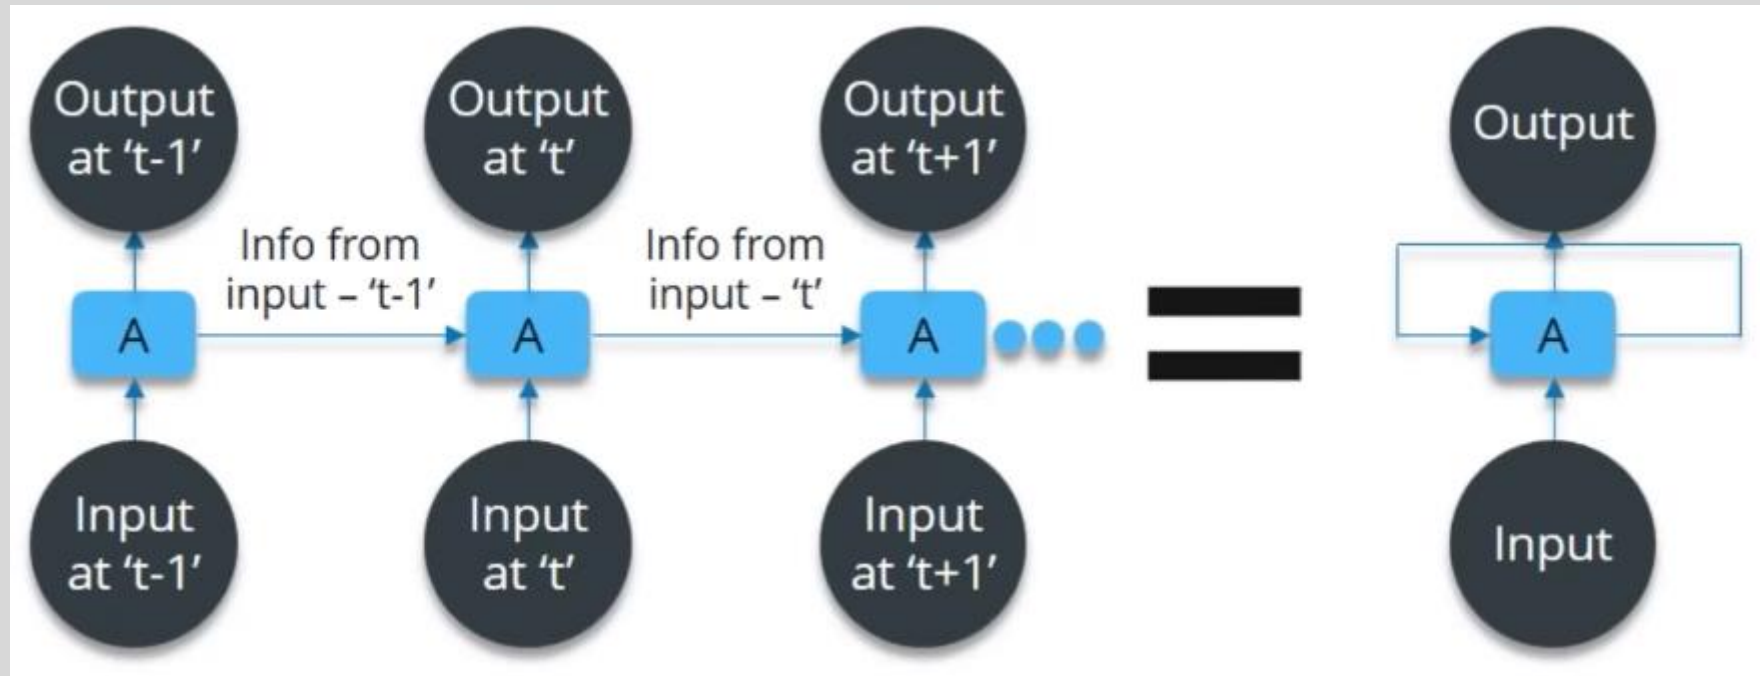 Output
at ‘t-1’
Output
at ‘t’
Output
at ‘t+1’
Output
Info from
input – ‘t-1’
Info from
input – ‘t’
A
A
A
A
Input
at ‘t-1’
Input
at ‘t’
Input
at ‘t+1’
Input